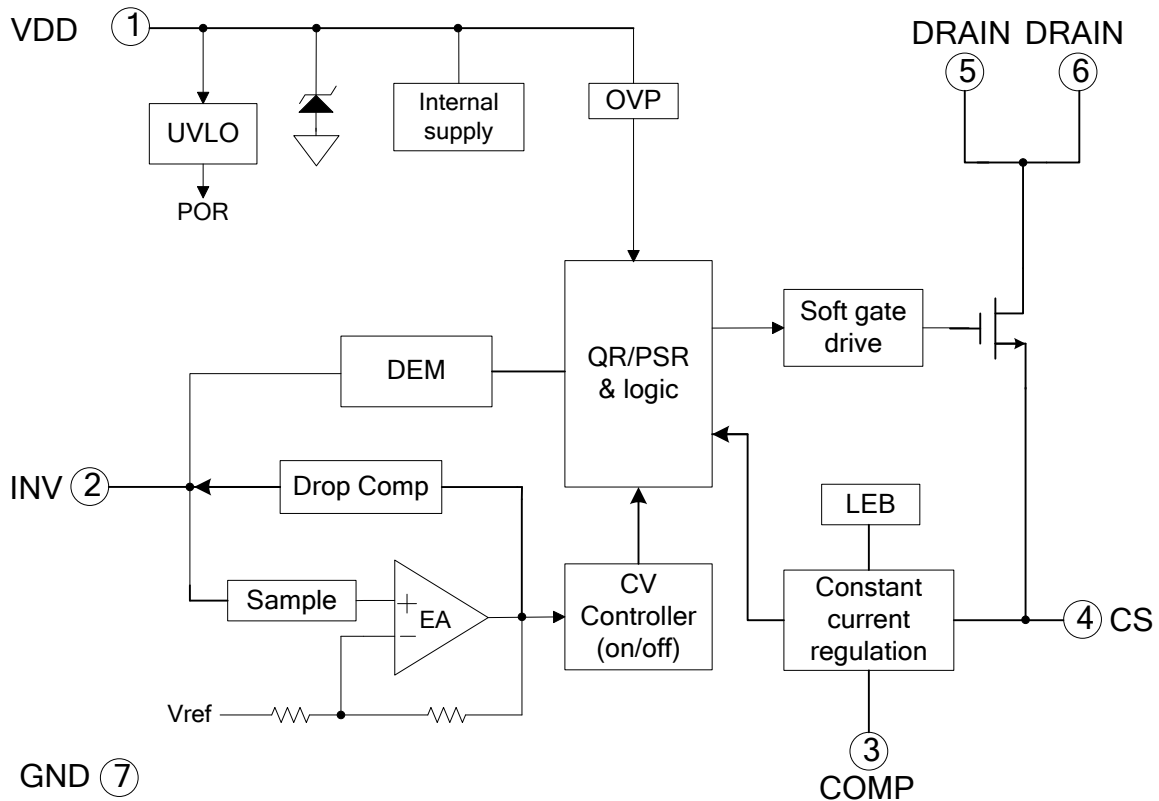 VDD 1
DRAIN DRAIN
5 6
UVLO
Internal
supply
OVP
POR
DEM
QR/PSR
& logic
Soft gate
drive
INV 2
Drop Comp
LEB
Sample
+
EA
−
CV
Controller
(on/off)
Constant
current
regulation
4 CS
Vref
3
COMP
GND 7